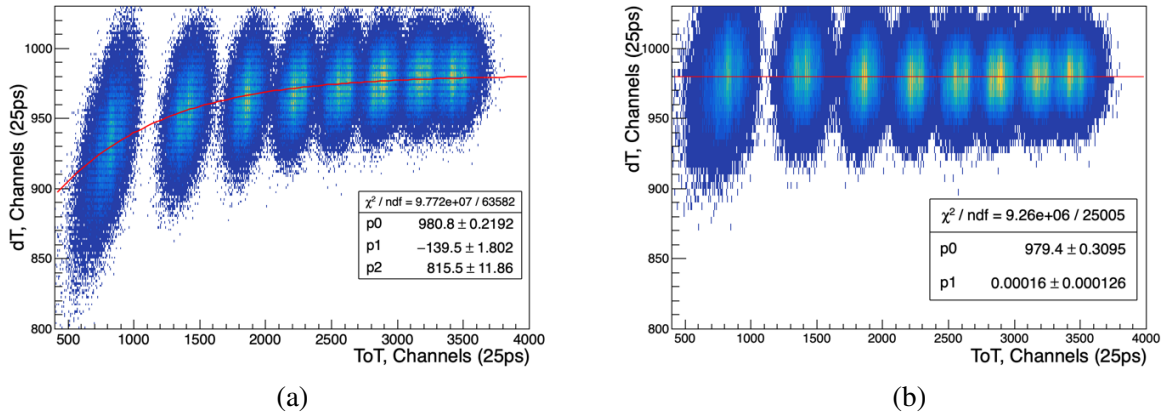 dT, Channels (25ps)
1000
950
900
850
800
χ² / ndf = 9.772e+07 / 63582
p0 980.8 ± 0.2192
p1 −139.5 ± 1.802
p2 815.5 ± 11.86
500 1000 1500 2000 2500 3000 3500 4000
ToT, Channels (25ps)
(a)
dT, Channels (25ps)
1000
950
900
850
800
χ² / ndf = 9.26e+06 / 25005
p0 979.4 ± 0.3095
p1 0.00016 ± 0.000126
500 1000 1500 2000 2500 3000 3500 4000
ToT, Channels (25ps)
(b)